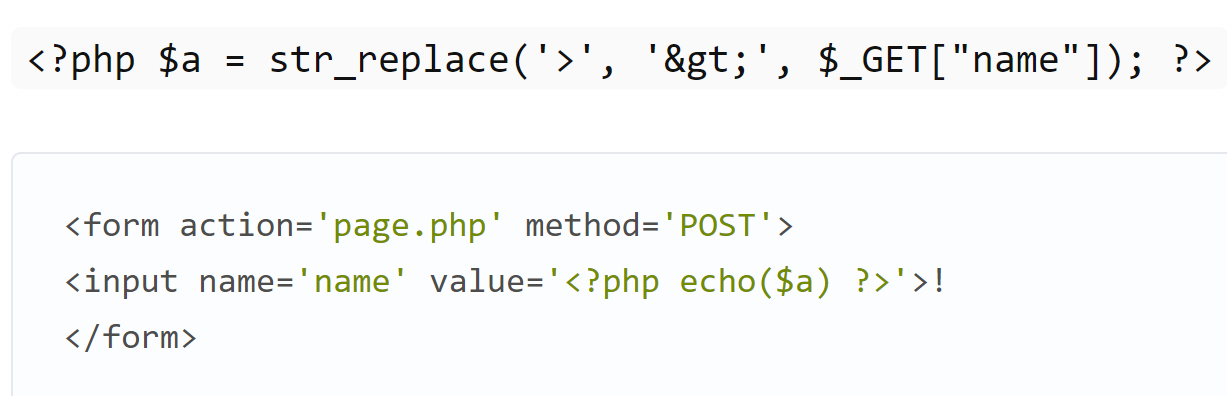 <?php $a = str_replace('>', '&gt;', $_GET["name"]); ?>
<form action='page.php' method='POST'>
<input name='name' value='<?php echo($a) ?>'>!
</form>